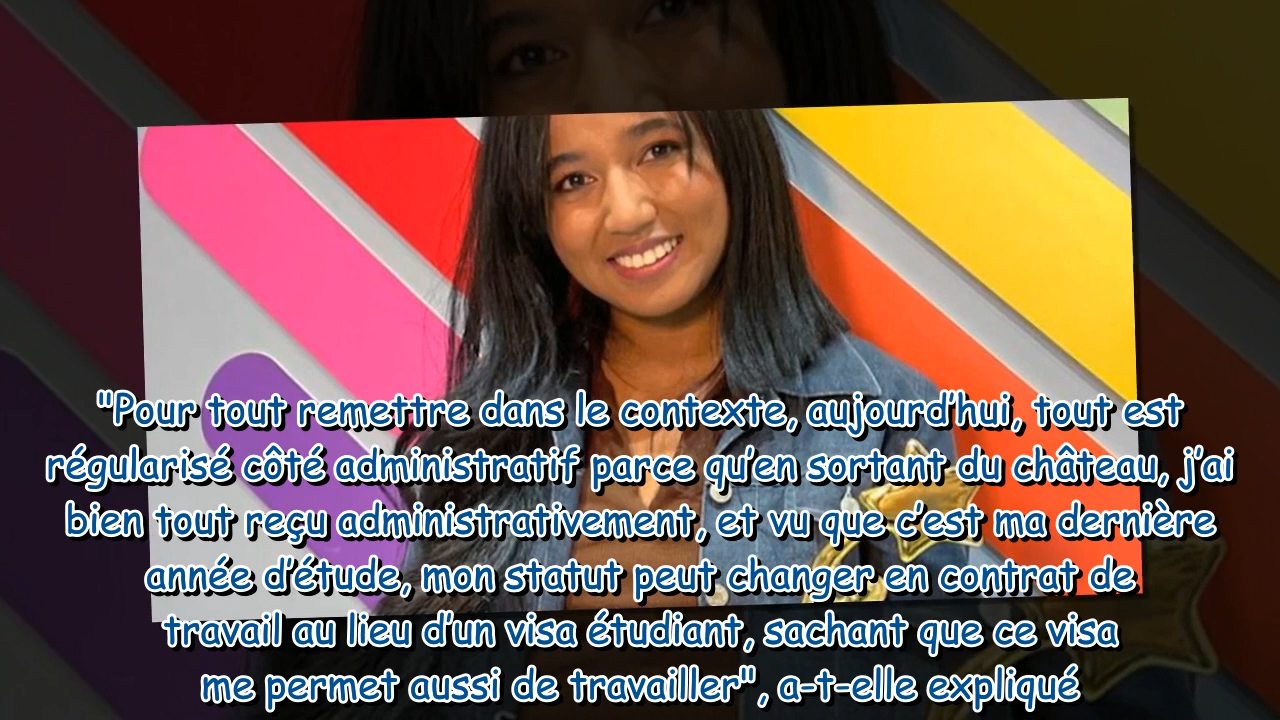 "Pour tout remettre dans le contexte, aujourd'hui, tout est
régularisé côté administratif parce qu'en sortant du château, j'ai
bien tout reçu administrativement, et vu que c'est ma dernière
année d'étude, mon statut peut changer en contrat de
travail au lieu d'un visa étudiant, sachant que ce visa
me permet aussi de travailler", a-t-elle expliqué